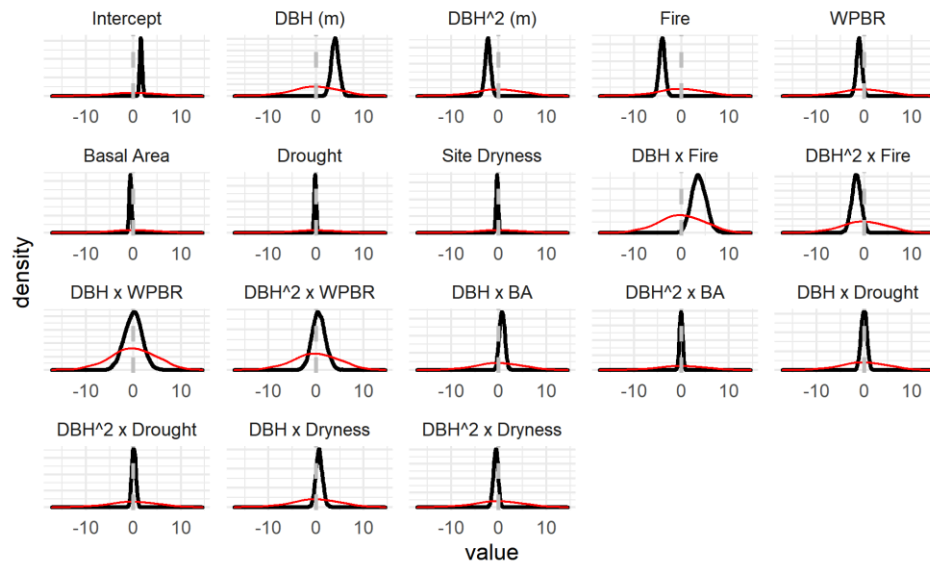 Intercept DBH (m) DBH^2 (m) Fire WPBR
-10 0 10 -10 0 10 -10 0 10 -10 0 10 -10 0 10
Basal Area Drought Site Dryness DBH x Fire DBH^2 x Fire
-10 0 10 -10 0 10 -10 0 10 -10 0 10 -10 0 10
density
DBH x WPBR DBH^2 x WPBR DBH x BA DBH^2 x BA DBH x Drought
-10 0 10 -10 0 10 -10 0 10 -10 0 10 -10 0 10
DBH^2 x Drought DBH x Dryness DBH^2 x Dryness
-10 0 10 -10 0 10 -10 0 10
value